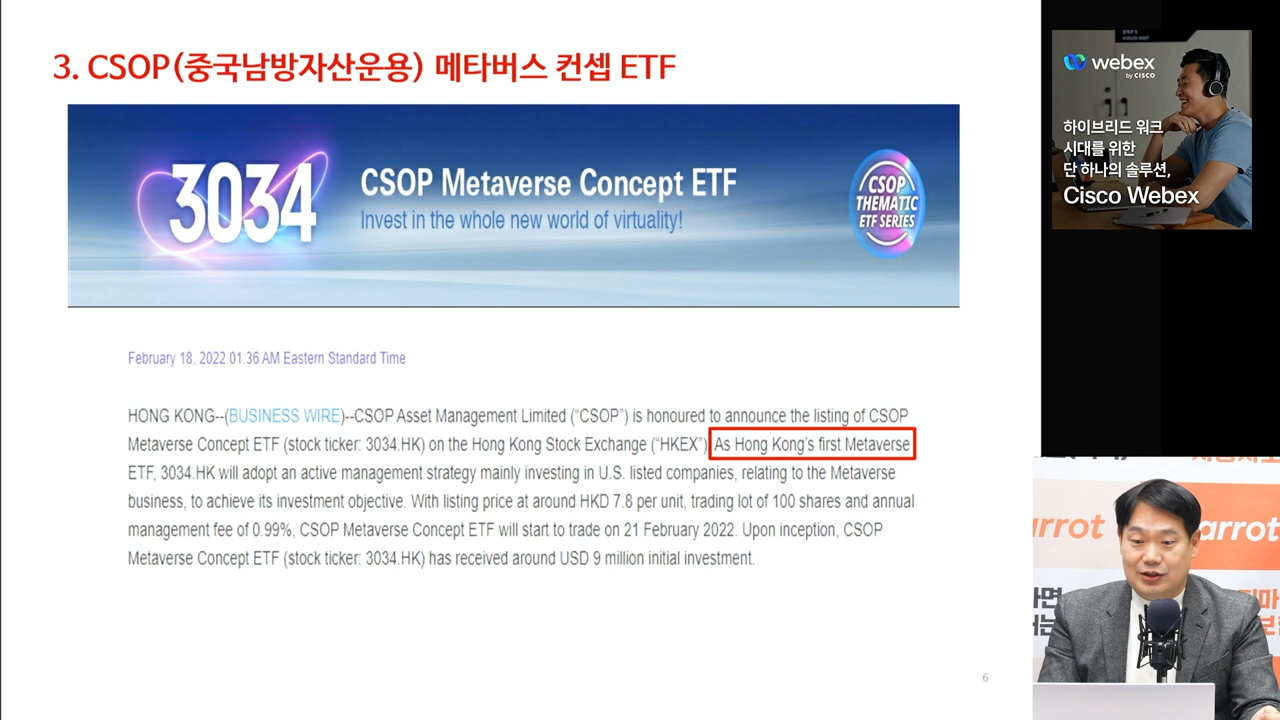 3. CSOP(중국남방자산운용) 메타버스 컨셉 ETF
3034
CSOP Metaverse Concept ETF
Invest in the whole new world of virtuality!
CSOP
THEMATIC
ETF SERIES
February 18, 2022 01:36 AM Eastern Standard Time
HONG KONG--(BUSINESS WIRE)--CSOP Asset Management Limited (“CSOP”) is honoured to announce the listing of CSOP
Metaverse Concept ETF (stock ticker: 3034.HK) on the Hong Kong Stock Exchange (“HKEX”) As Hong Kong’s first Metaverse
ETF, 3034.HK will adopt an active management strategy mainly investing in U.S. listed companies, relating to the Metaverse
business, to achieve its investment objective. With listing price at around HKD 7.8 per unit, trading lot of 100 shares and annual
management fee of 0.99%, CSOP Metaverse Concept ETF will start to trade on 21 February 2022. Upon inception, CSOP
Metaverse Concept ETF (stock ticker: 3034.HK) has received around USD 9 million initial investment.
6
webex
by CISCO
하이브리드 워크
시대를 위한
단 하나의 솔루션,
Cisco Webex
arrot
arrot